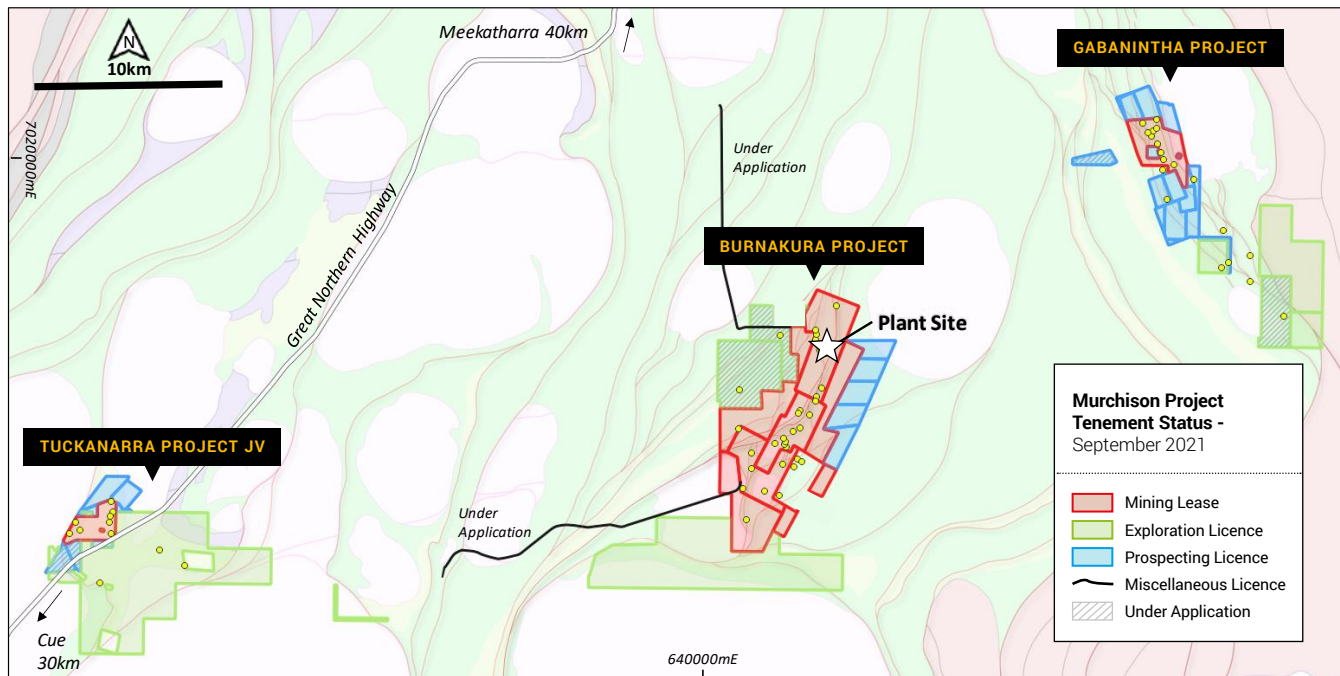 Meekatharra 40km
GABANINTHA PROJECT
N
10km
7020000mE
Under
Application
Great Northern Highway
BURNAKURA PROJECT
Plant Site
Murchison Project
Tenement Status -
September 2021
TUCKANARRA PROJECT JV
Mining Lease
Exploration Licence
Prospecting Licence
Miscellaneous Licence
Under Application
Under
Application
Cue
30km
640000mE